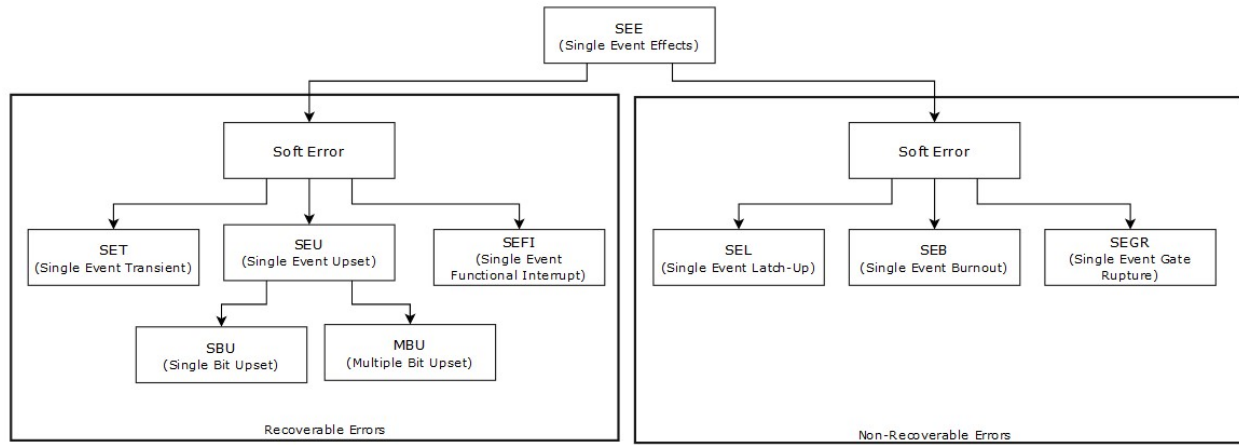 SEE
(Single Event Effects)
Soft Error
Soft Error
SET
(Single Event Transient)
SEU
(Single Event Upset)
SEFI
(Single Event
Functional Interrupt)
SEL
(Single Event Latch-Up)
SEB
(Single Event Burnout)
SEGR
(Single Event Gate
Rupture)
SBU
(Single Bit Upset)
MBU
(Multiple Bit Upset)
Recoverable Errors
Non-Recoverable Errors